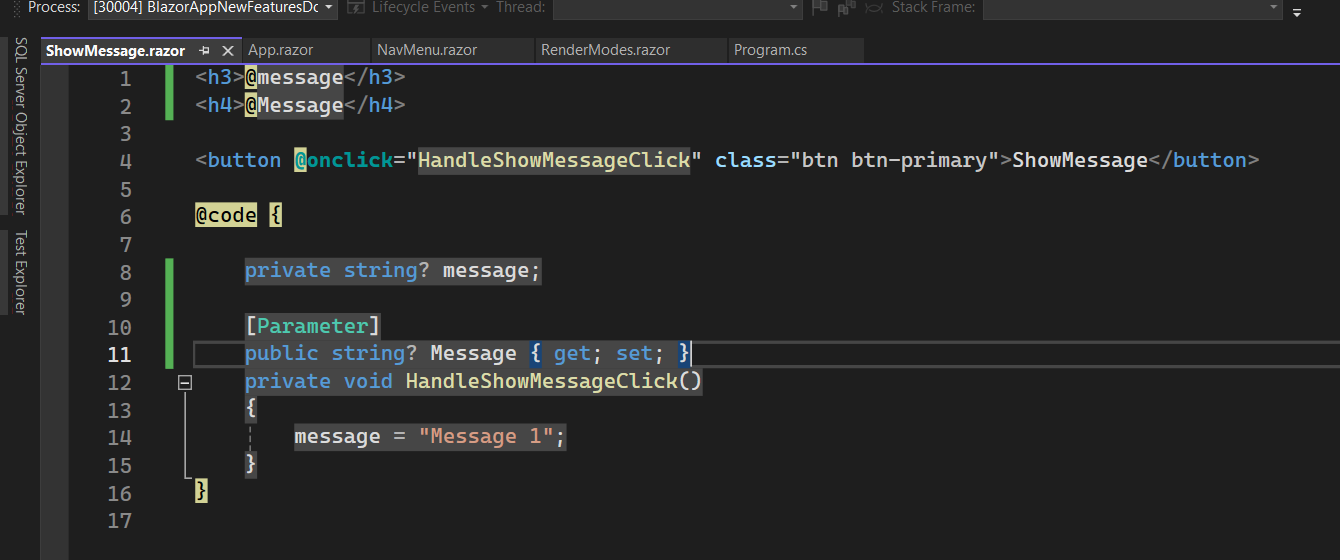 Process: [30004] BlazorAppNewFeaturesDo Lifecycle Events Thread: Stack Frame:
SQL Server Object Explorer
Test Explorer
ShowMessage.razor App.razor NavMenu.razor RenderModes.razor Program.cs
1 <h3>@message</h3>
2 <h4>@Message</h4>
3
4 <button @onclick="HandleShowMessageClick" class="btn btn-primary">ShowMessage</button>
5
6 @code {
7
8 private string? message;
9
10 [Parameter]
11 public string? Message { get; set; }
12 private void HandleShowMessageClick()
13 {
14 message = "Message 1";
15 }
16 }
17